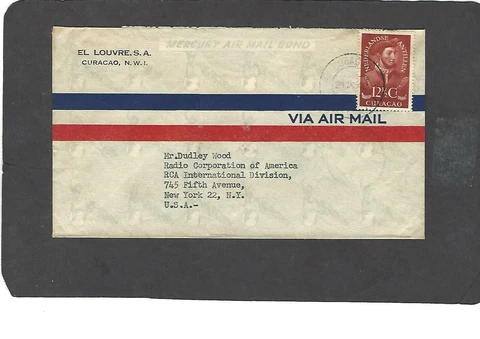 EL LOUVRE, S.A.
CURACAO, N.W.I.
MERCURY AIR MAIL BOND
NEDERLANDSE ANTILLEN
12½ C
CURAÇAO
VIA AIR MAIL
Mr.Dudley Wood
Radio Corporation of America
RCA International Division,
745 Fifth Avenue,
New York 22, N.Y.
U.S.A.-